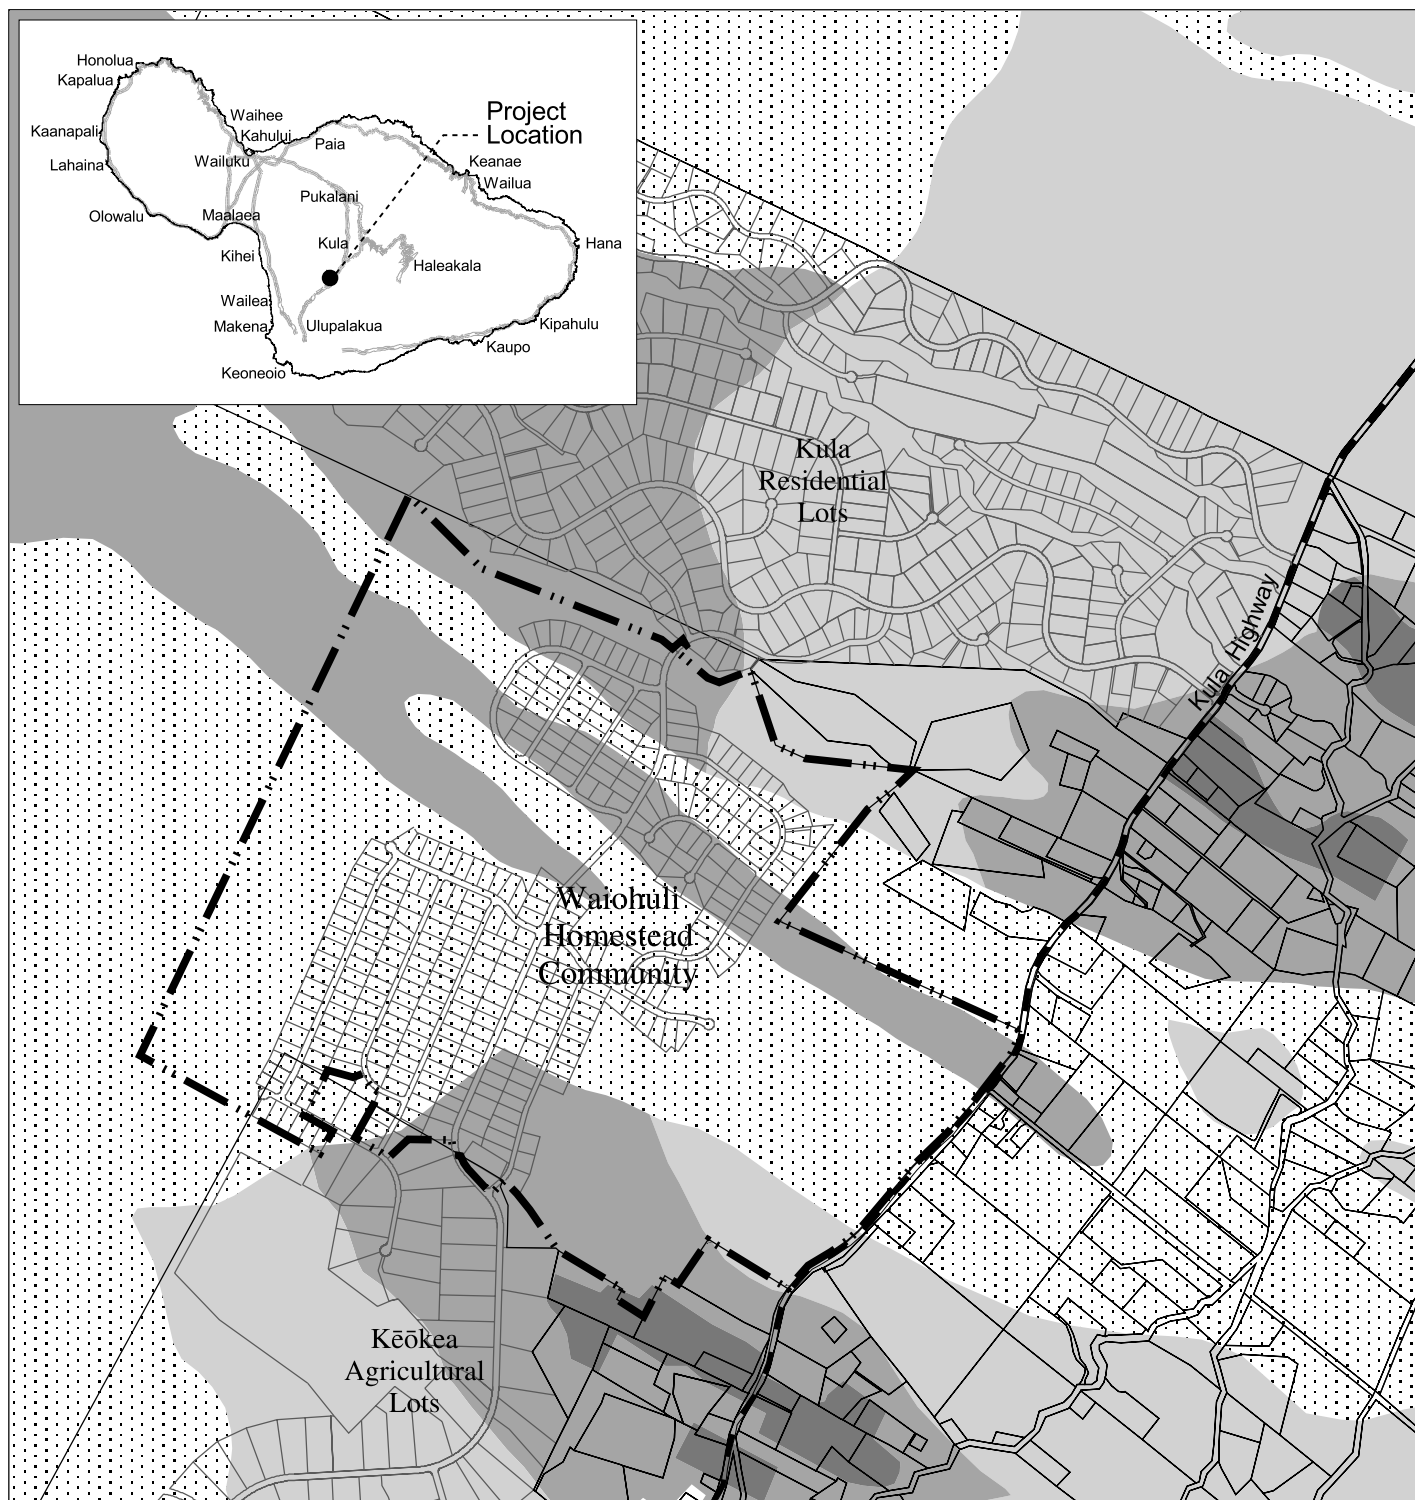 Honolua
Kapalua
Kaanapali
Lahaina
Olowalu
Waihee
Kahului
Wailuku
Maalaea
Paia
Pukalani
Kula
Kihei
Wailea
Makena
Keoneoio
Ulupalakua
Haleakala
Project
Location
Keanae
Wailua
Hana
Kipahulu
Kaupo
Kula
Residential
Lots
Kula Highway
Waiohuli
Homestead
Community
Kēōkea
Agricultural
Lots